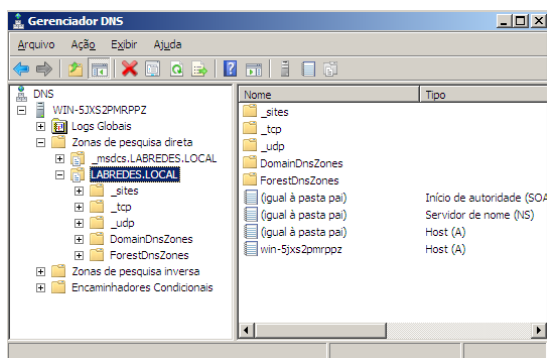 Gerenciador DNS
Arquivo Ação Exibir Ajuda
DNS
WIN-5JXS2PMRPPZ
Logs Globais
Zonas de pesquisa direta
_msdcs.LABREDES.LOCAL
LABREDES.LOCAL
_sites
_tcp
_udp
DomainDnsZones
ForestDnsZones
Zonas de pesquisa inversa
Encaminhadores Condicionais
Nome Tipo
_sites
_tcp
_udp
DomainDnsZones
ForestDnsZones
(igual à pasta pai) Início de autoridade (SOA
(igual à pasta pai) Servidor de nome (NS)
(igual à pasta pai) Host (A)
win-5jxs2pmrppz Host (A)